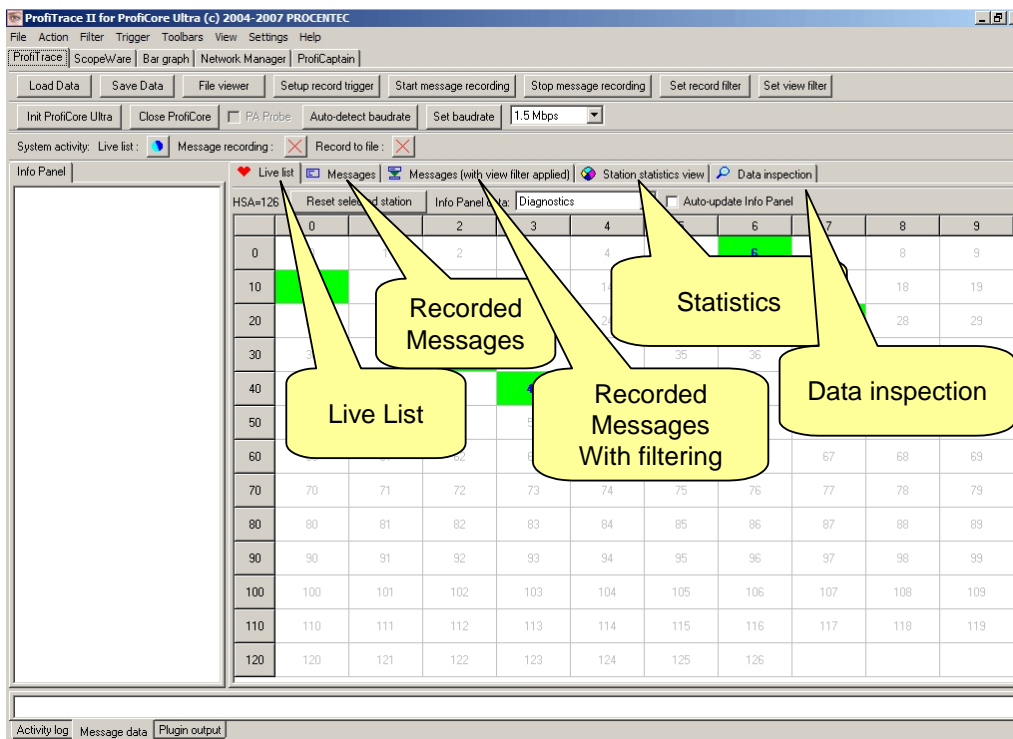 ProfiTrace II for ProfiCore Ultra (c) 2004-2007 PROCENTEC
File Action Filter Trigger Toolbars View Settings Help
ProfiTrace ScopeWare Bar graph Network Manager ProfiCaptain
Load Data Save Data File viewer Setup record trigger Start message recording Stop message recording Set record filter Set view filter
Init ProfiCore Ultra Close ProfiCore PA Probe Auto-detect baudrate Set baudrate 1.5 Mbps
System activity: Live list : Message recording : Record to file :
Info Panel Live list Messages Messages (with view filter applied) Station statistics view Data inspection
HSA=126 Reset selected station Info Panel data: Diagnostics Auto-update Info Panel
0 2 3 4 6 7 8 9
0 2 4 6 8 9
10 18 19
20 28 29
30 35 36
40
50
60 67 68 69
70 70 71 72 73 74 75 76 77 78 79
80 80 81 82 83 84 85 86 87 88 89
90 90 91 92 93 94 95 96 97 98 99
100 100 101 102 103 104 105 106 107 108 109
110 110 111 112 113 114 115 116 117 118 119
120 120 121 122 123 124 125 126
Live List
Recorded
Messages
Recorded
Messages
With filtering
Statistics
Data inspection
Activity log Message data Plugin output